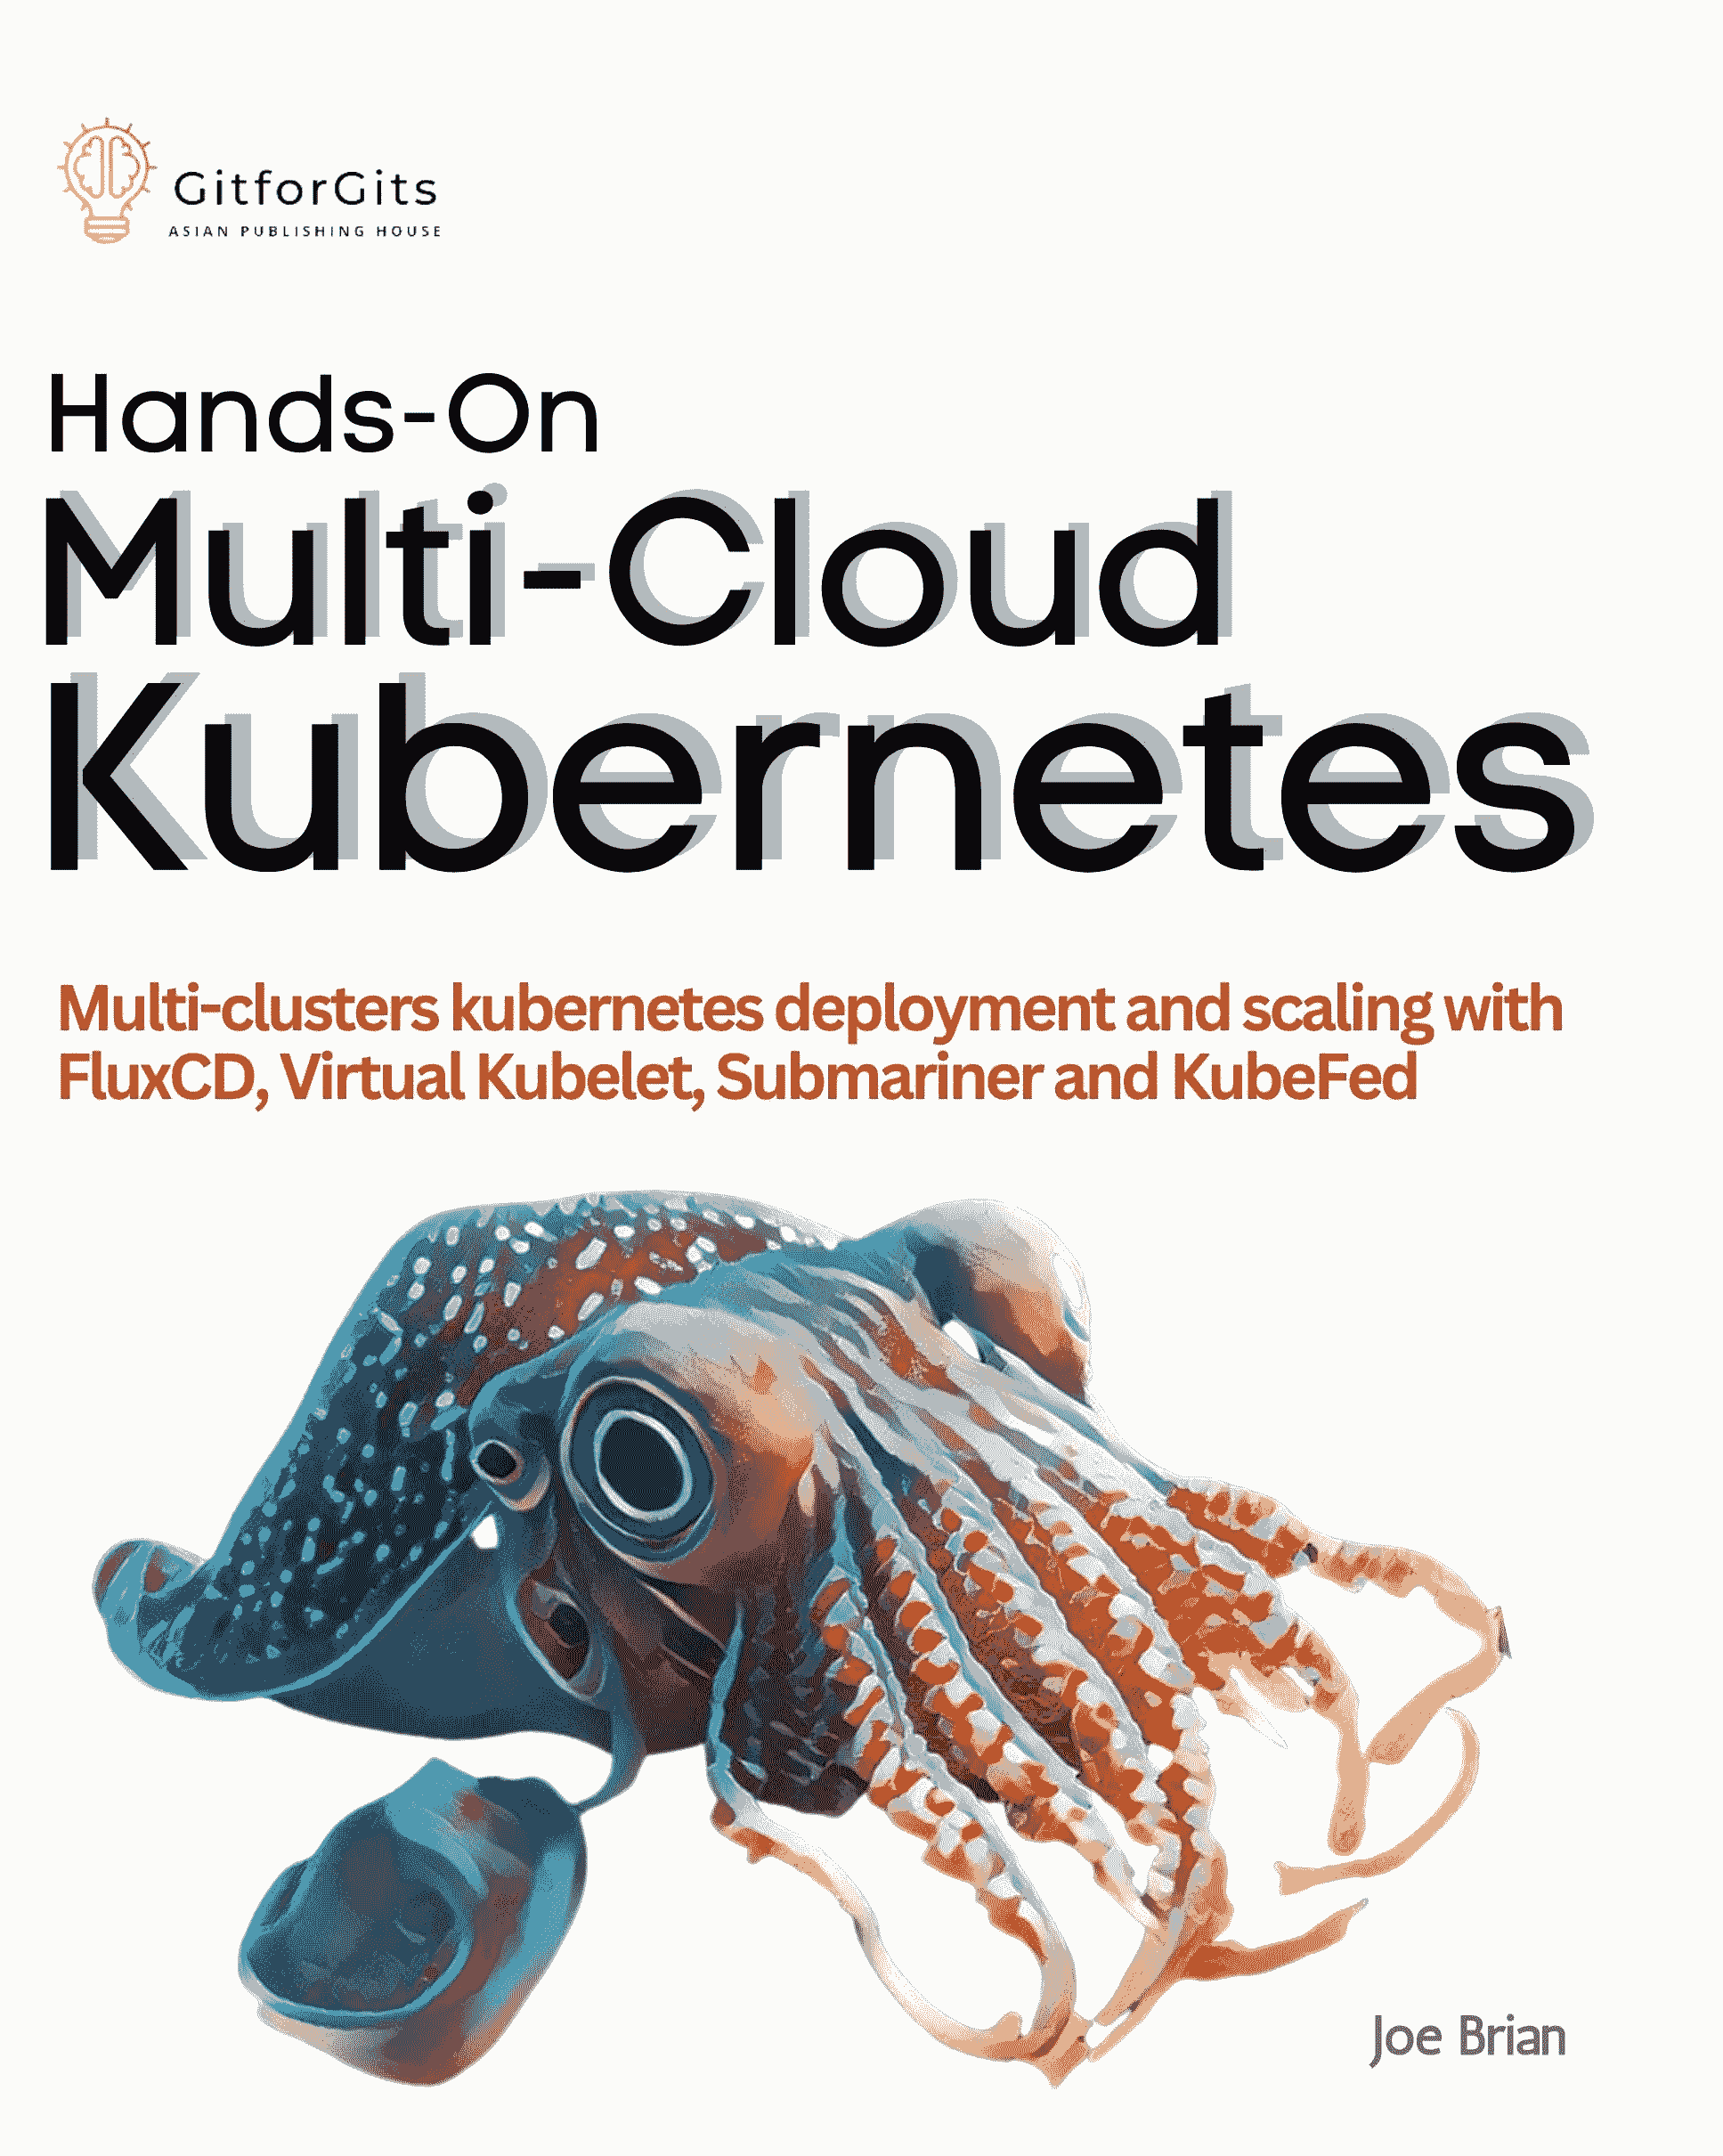 GitforGits
ASIAN PUBLISHING HOUSE
Hands-On
Multi-Cloud
Kubernetes
Multi-clusters kubernetes deployment and scaling with
FluxCD, Virtual Kubelet, Submariner and KubeFed
Joe Brian